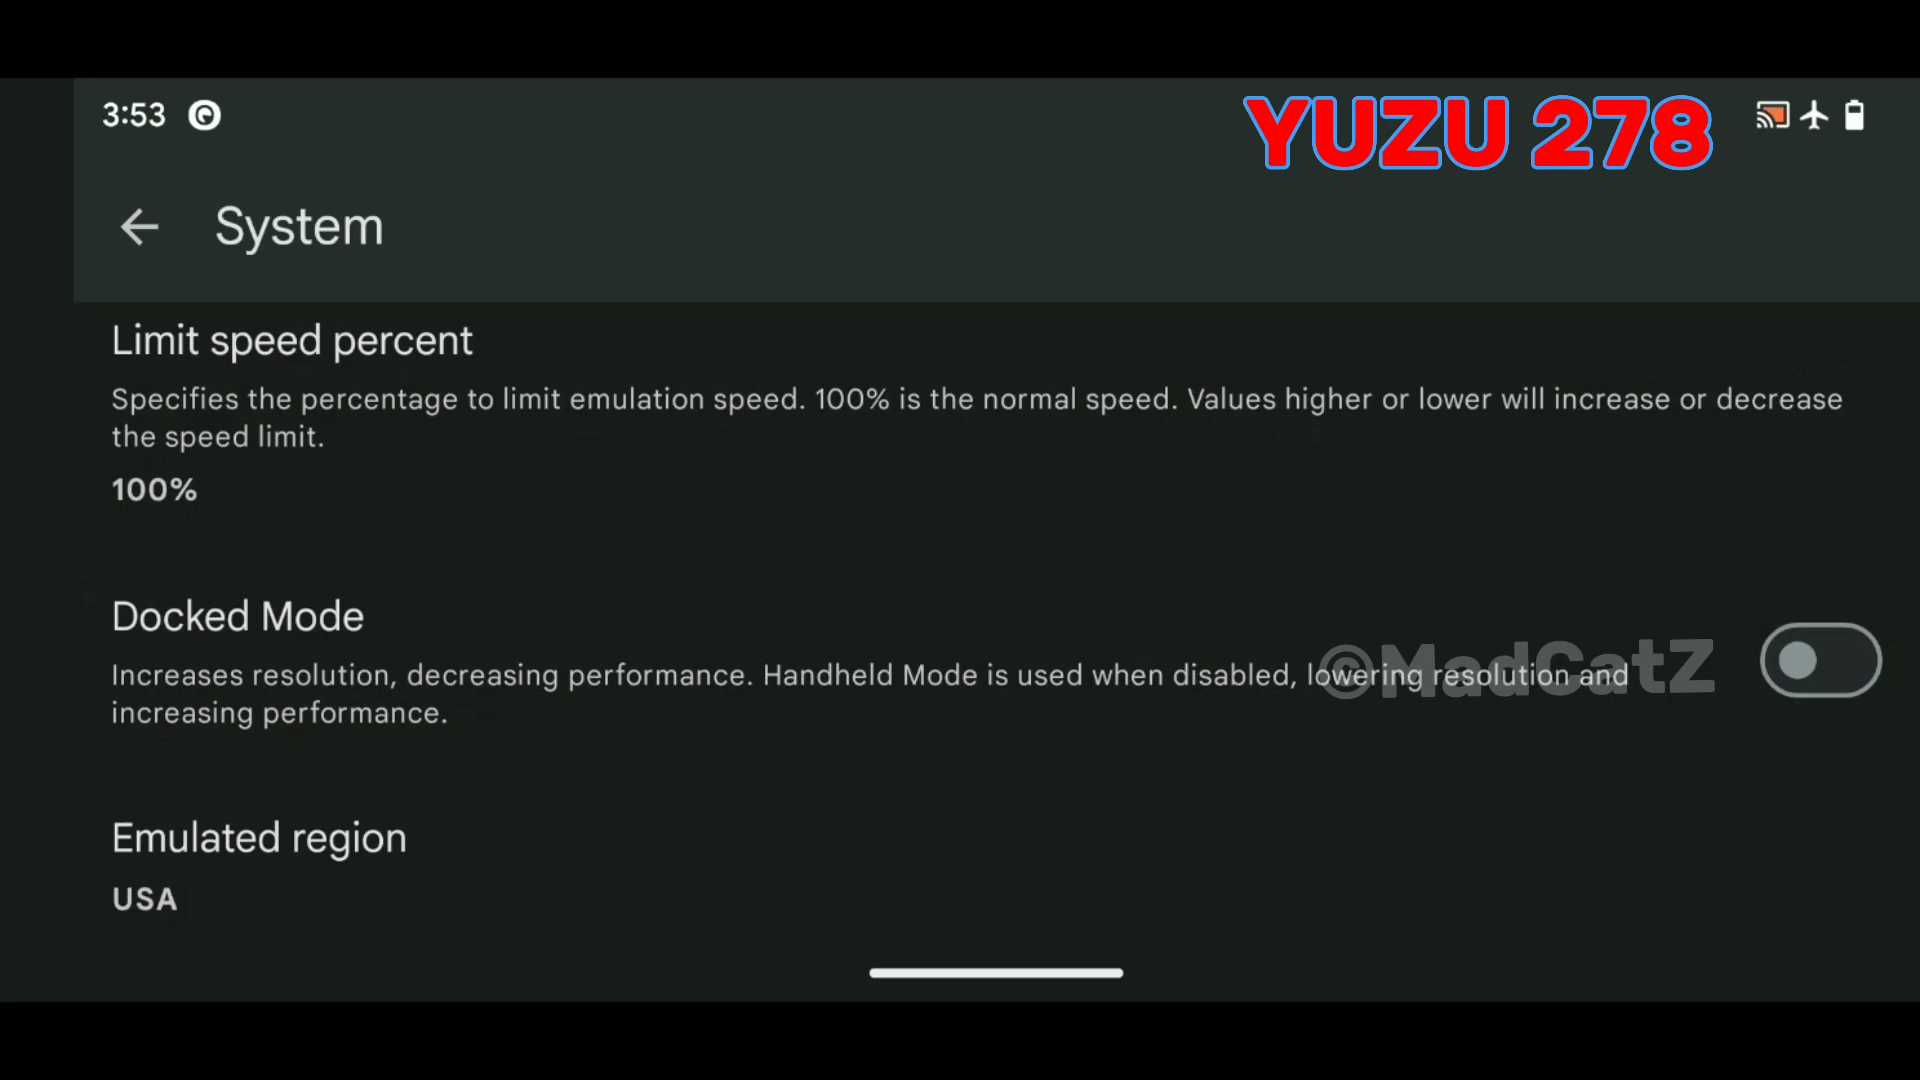 3:53
YUZU 278
System
Limit speed percent
Specifies the percentage to limit emulation speed. 100% is the normal speed. Values higher or lower will increase or decrease
the speed limit.
100%
Docked Mode
Increases resolution, decreasing performance. Handheld Mode is used when disabled, lowering resolution and
increasing performance.
©MadCatZ
Emulated region
USA